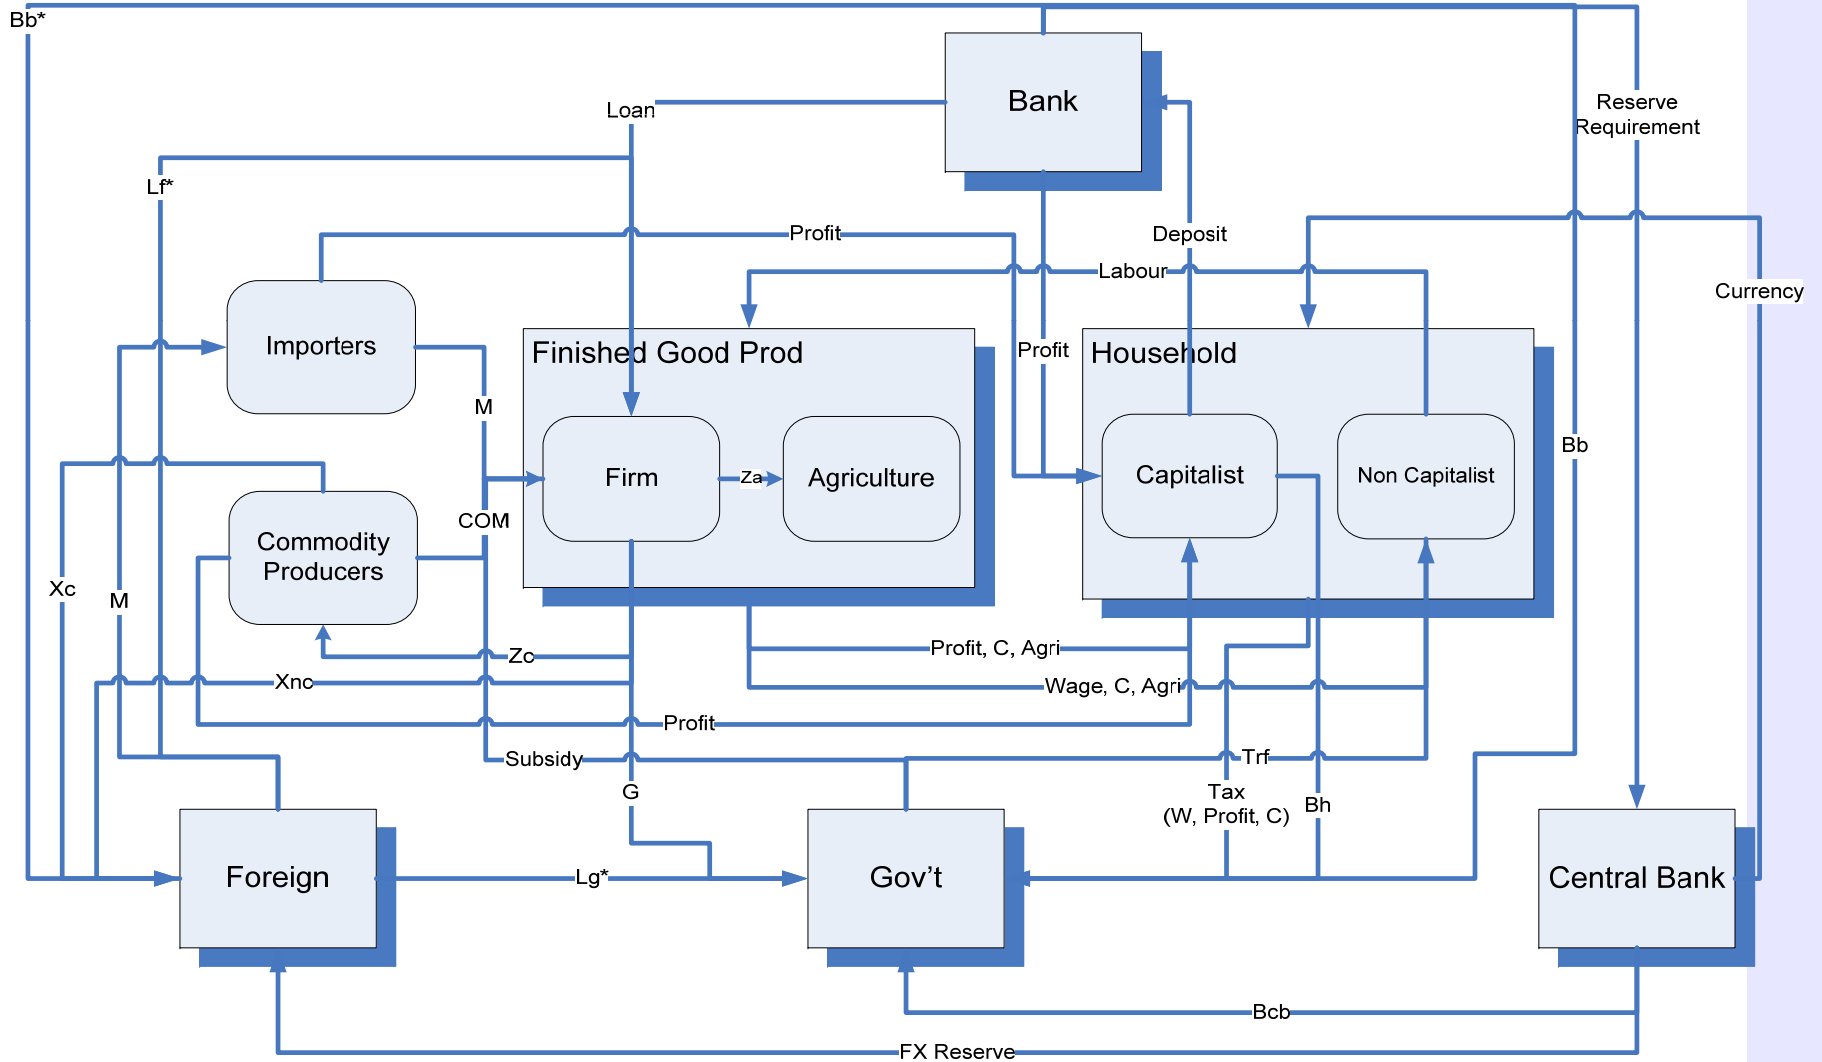 Bb*
Bank
Loan
Reserve
Requirement
Lf*
Profit
Deposit
Labour
Currency
Importers
Finished Good Prod
Profit
Household
M
Bb
Firm
Za
Agriculture
Capitalist
Non Capitalist
COM
Commodity
Producers
Xc
M
Zc
Profit, C, Agri
Xnc
Wage, C, Agri
Profit
Subsidy
Trf
G
Tax
(W, Profit, C)
Bh
Foreign
Lg*
Gov’t
Central Bank
Bcb
FX Reserve